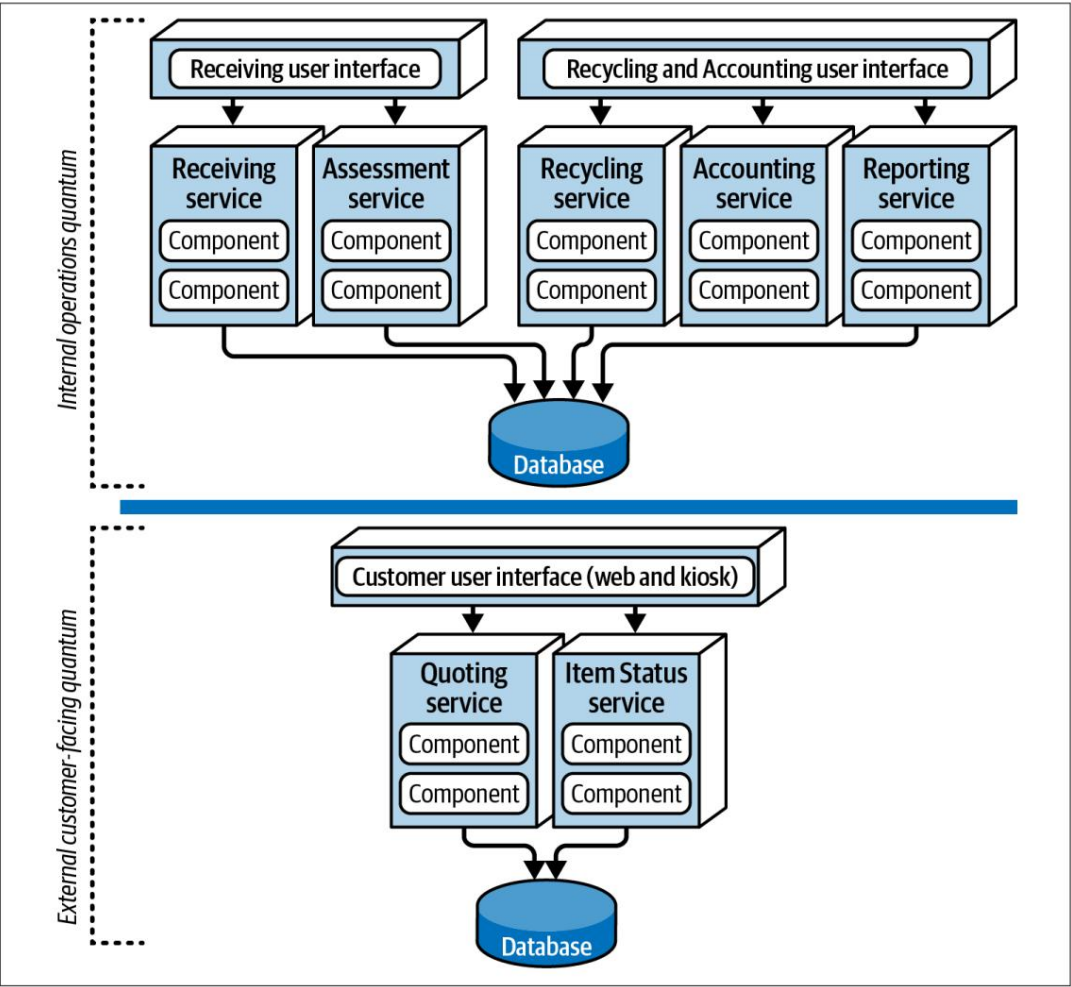 Internal operations quantum
Receiving user interface
Recycling and Accounting user interface
Receiving
service
Component
Component
Assessment
service
Component
Component
Recycling
service
Component
Component
Accounting
service
Component
Component
Reporting
service
Component
Component
Database
External customer-facing quantum
Customer user interface (web and kiosk)
Quoting
service
Component
Component
Item Status
service
Component
Component
Database